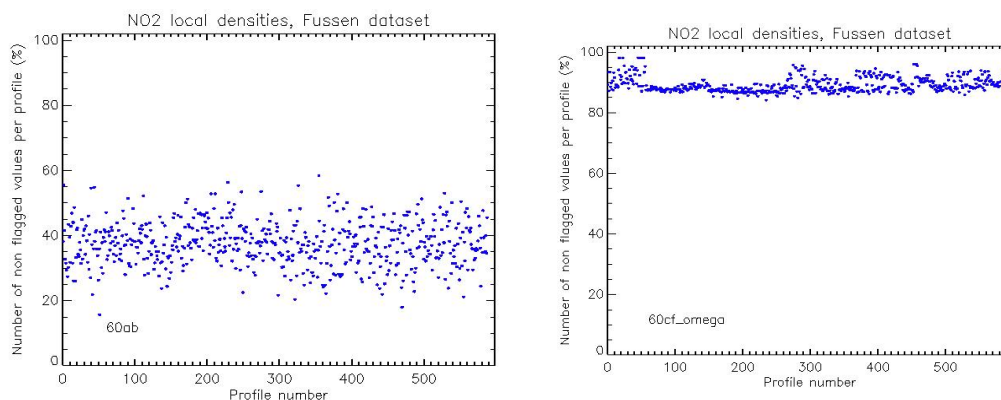 NO2 local densities, Fussen dataset
Number of non flagged values per profile (%)
100
80
60
40
20
0
60ab
0 100 200 300 400 500
Profile number
NO2 local densities, Fussen dataset
Number of non flagged values per profile (%)
100
80
60
40
20
0
60cf_omega
0 100 200 300 400 500
Profile number